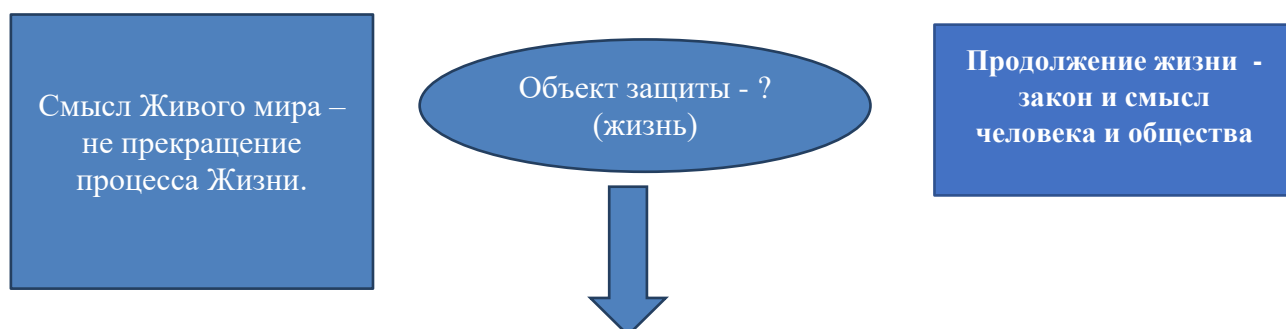 Смысл Живого мира –
не прекращение
процесса Жизни.
Объект защиты - ?
(жизнь)
Продолжение жизни -
закон и смысл
человека и общества